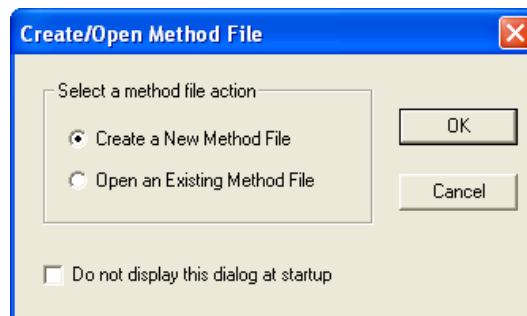 Create/Open Method File
Select a method file action
Create a New Method File
OK
Open an Existing Method File
Cancel
Do not display this dialog at startup